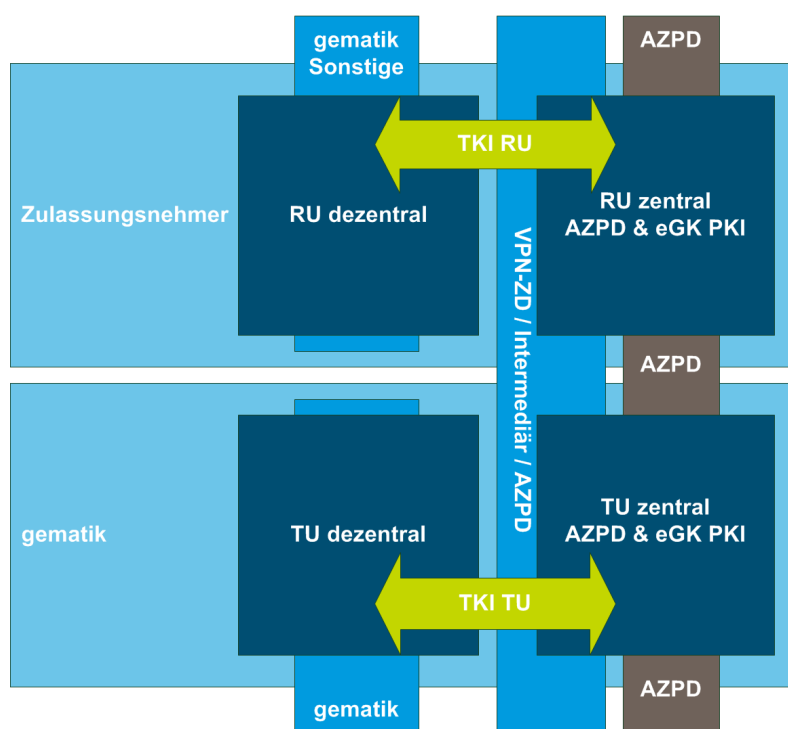 gematik
Sonstige
AZPD
TKI RU
Zulassungsnehmer
RU dezentral
RU zentral
AZPD & eGK PKI
VPN-ZD / Intermediär / AZPD
AZPD
gematik
TU dezentral
TU zentral
AZPD & eGK PKI
TKI TU
gematik
AZPD